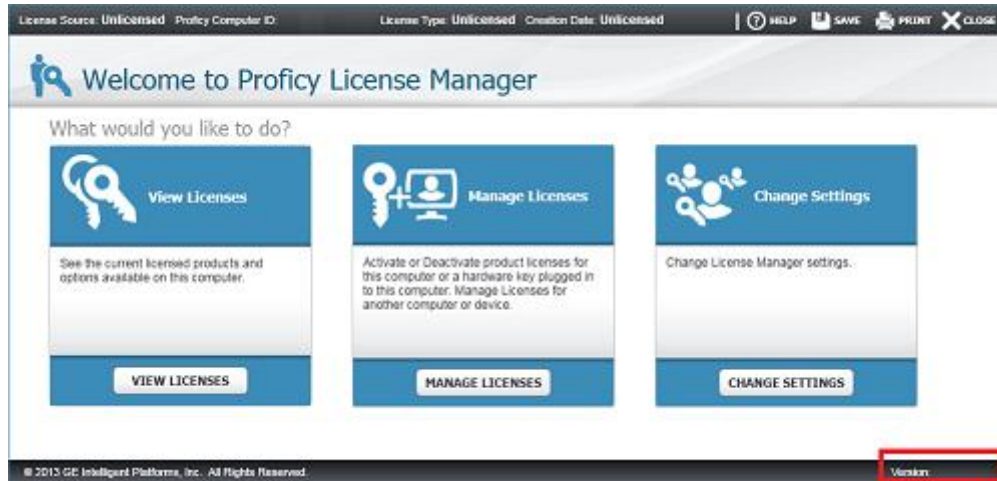 License Source: Unlicensed Proficy Computer ID: License Type: Unlicensed Creation Date: Unlicensed | ? HELP SAVE PRINT X CLOSE
Welcome to Proficy License Manager
What would you like to do?
View Licenses
See the current licensed products and
options available on this computer.
VIEW LICENSES
Manage Licenses
Activate or Deactivate product licenses for
this computer or a hardware key plugged in
to this computer. Manage Licenses for
another computer or device.
MANAGE LICENSES
Change Settings
Change License Manager settings.
CHANGE SETTINGS
© 2013 GE Intelligent Platforms, Inc. All Rights Reserved. Version: